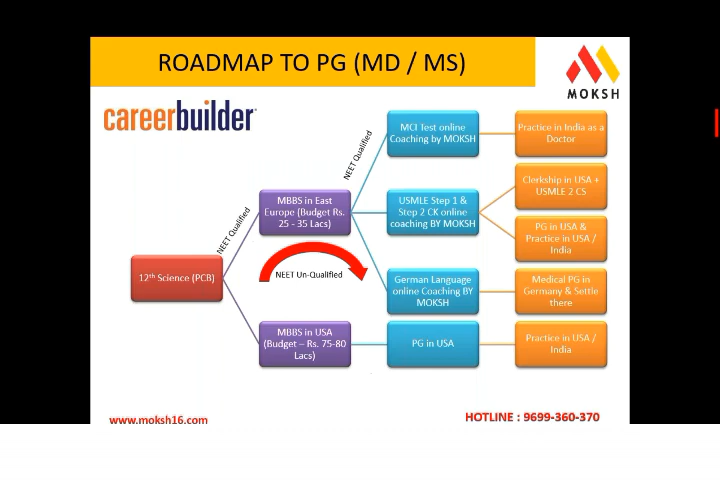 ROADMAP TO PG (MD / MS)
MOKSH
careerbuilder
NEET Qualified
MCI Test online
Coaching by MOKSH
Practice in India as a
Doctor
NEET Qualified
MBBS in East
Europe (Budget Rs.
25 - 35 Lacs)
USMLE Step 1 &
Step 2 CK online
coaching BY MOKSH
Clerkship in USA +
USMLE 2 CS
PG in USA &
Practice in USA /
India
12th Science (PCB)
NEET Un-Qualified
German Language
online Coaching BY
MOKSH
Medical PG in
Germany & Settle
there
MBBS in USA
(Budget – Rs. 75-80
Lacs)
PG in USA
Practice in USA /
India
www.moksh16.com
HOTLINE : 9699-360-370